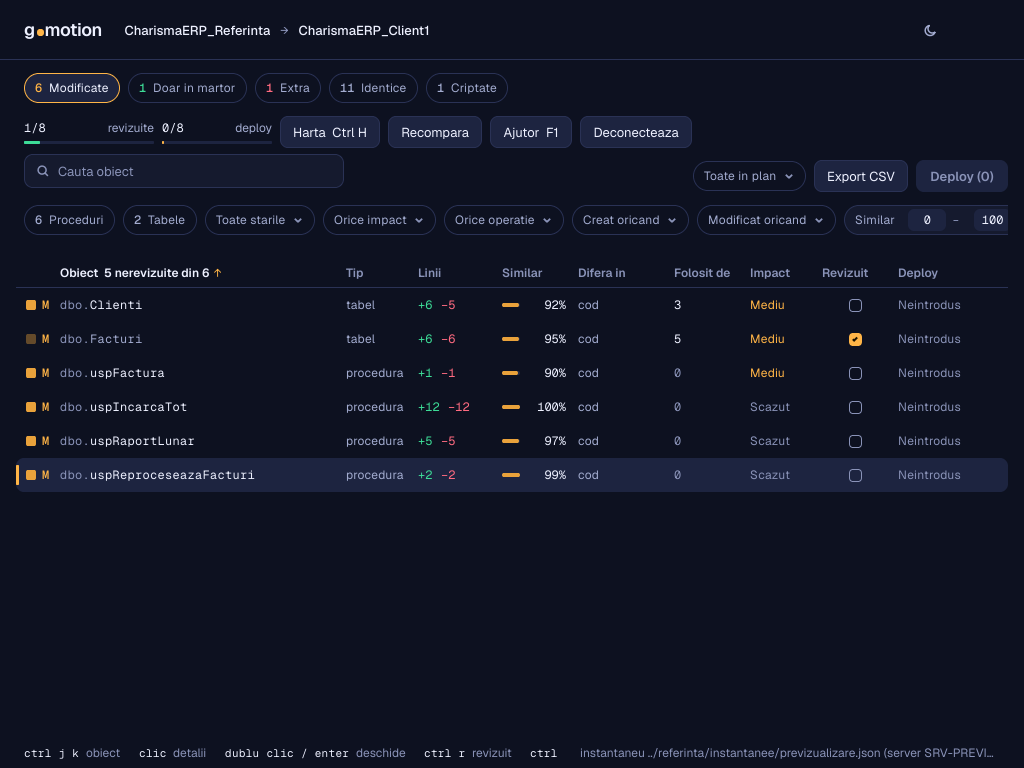 gomotion CharismaERP_Referinta → CharismaERP_Client1
6 Modificate 1 Doar in martor 1 Extra 11 Identice 1 Criptate
1/8 revizuite 0/8 deploy Harta Ctrl H Recompara Ajutor F1 Deconecteaza
Cauta obiect Toate in plan Export CSV Deploy (0)
6 Proceduri 2 Tabele Toate starile Orice impact Orice operatie Creat oricand Modificat oricand Similar 0 – 100
Obiect 5 nerevizuite din 6 ↑ Tip Linii Similar Difera in Folosit de Impact Revizuit Deploy
M dbo.Clienti tabel +6 −5 92% cod 3 Mediu Neintrodus
M dbo.Facturi tabel +6 −6 95% cod 5 Mediu Neintrodus
M dbo.uspFactura procedura +1 −1 90% cod 0 Mediu Neintrodus
M dbo.uspIncarcaTot procedura +12 −12 100% cod 0 Scazut Neintrodus
M dbo.uspRaportLunar procedura +5 −5 97% cod 0 Scazut Neintrodus
M dbo.uspReproceseazaFacturi procedura +2 −2 99% cod 0 Scazut Neintrodus
ctrl j k obiect clic detalii dublu clic / enter deschide ctrl r revizuit ctrl instantaneu ../referinta/instantanee/previzualizare.json (server SRV-PREVI…